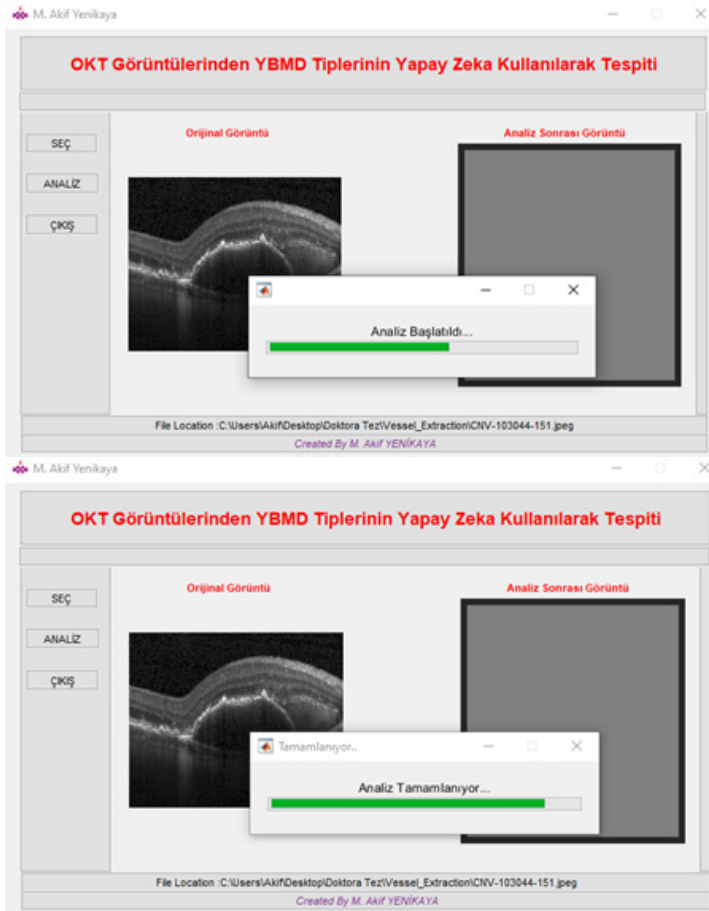 M. Akif Yenikaya
OKT Görüntülerinden YBMD Tiplerinin Yapay Zeka Kullanılarak Tespiti
Orijinal Görüntü
Analiz Sonrası Görüntü
SEÇ
ANALİZ
ÇIKIŞ
Analiz Başlatıldı...
File Location :C:\Users\Akif\Desktop\Doktora Tez\Vessel_Extraction\CNV-103044-151.jpeg
Created By M. Akif YENİKAYA
M. Akif Yenikaya
OKT Görüntülerinden YBMD Tiplerinin Yapay Zeka Kullanılarak Tespiti
Orijinal Görüntü
Analiz Sonrası Görüntü
SEÇ
ANALİZ
ÇIKIŞ
Tamamlanıyor..
Analiz Tamamlanıyor...
File Location :C:\Users\Akif\Desktop\Doktora Tez\Vessel_Extraction\CNV-103044-151.jpeg
Created By M. Akif YENİKAYA